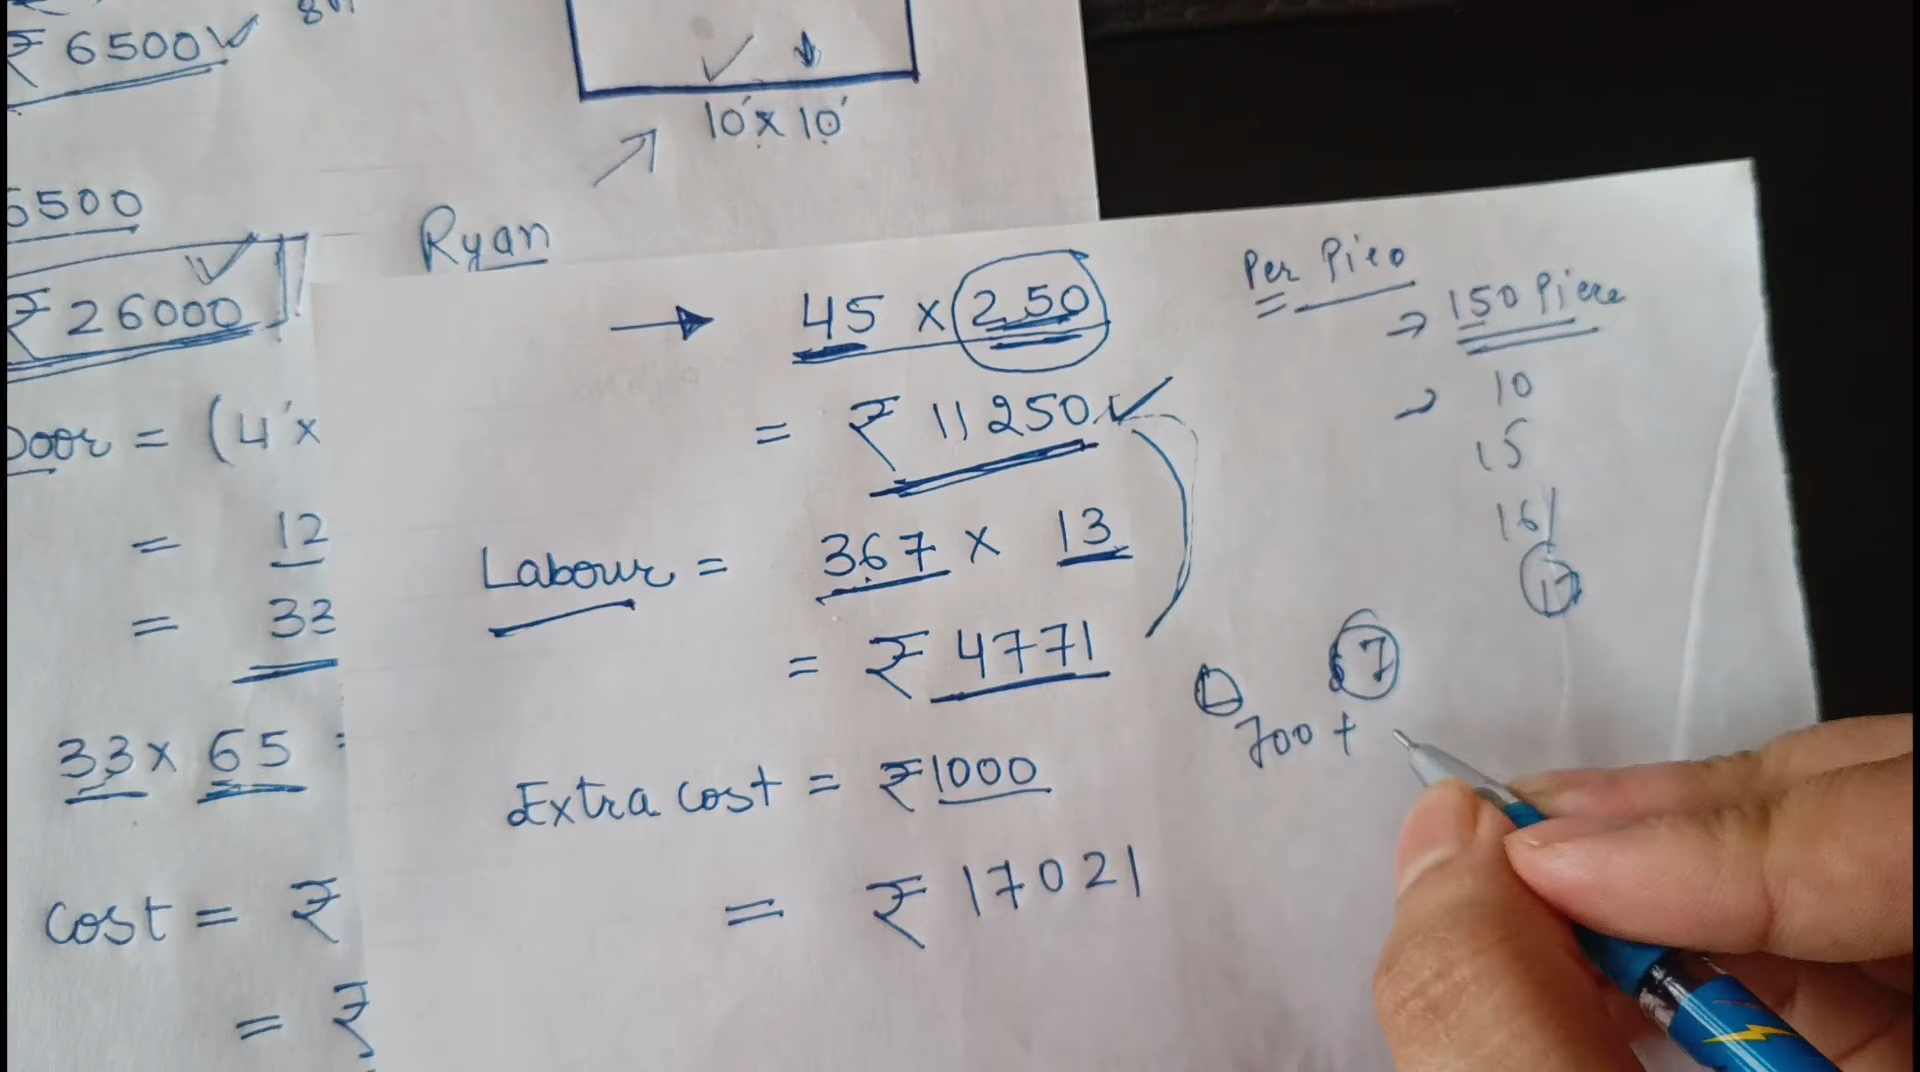 ₹ 6500
10' x 10'
6500
₹ 26000
Ryan
Door = (4' x
= 12
= 33
33 x 65 =
Cost = ₹
= ₹
45 x 250
= ₹ 11250
Labour = 367 x 13
= ₹ 4771
Extra cost = ₹1000
= ₹ 17021
Per
150 Piece
10
15
16
17
7
700 +